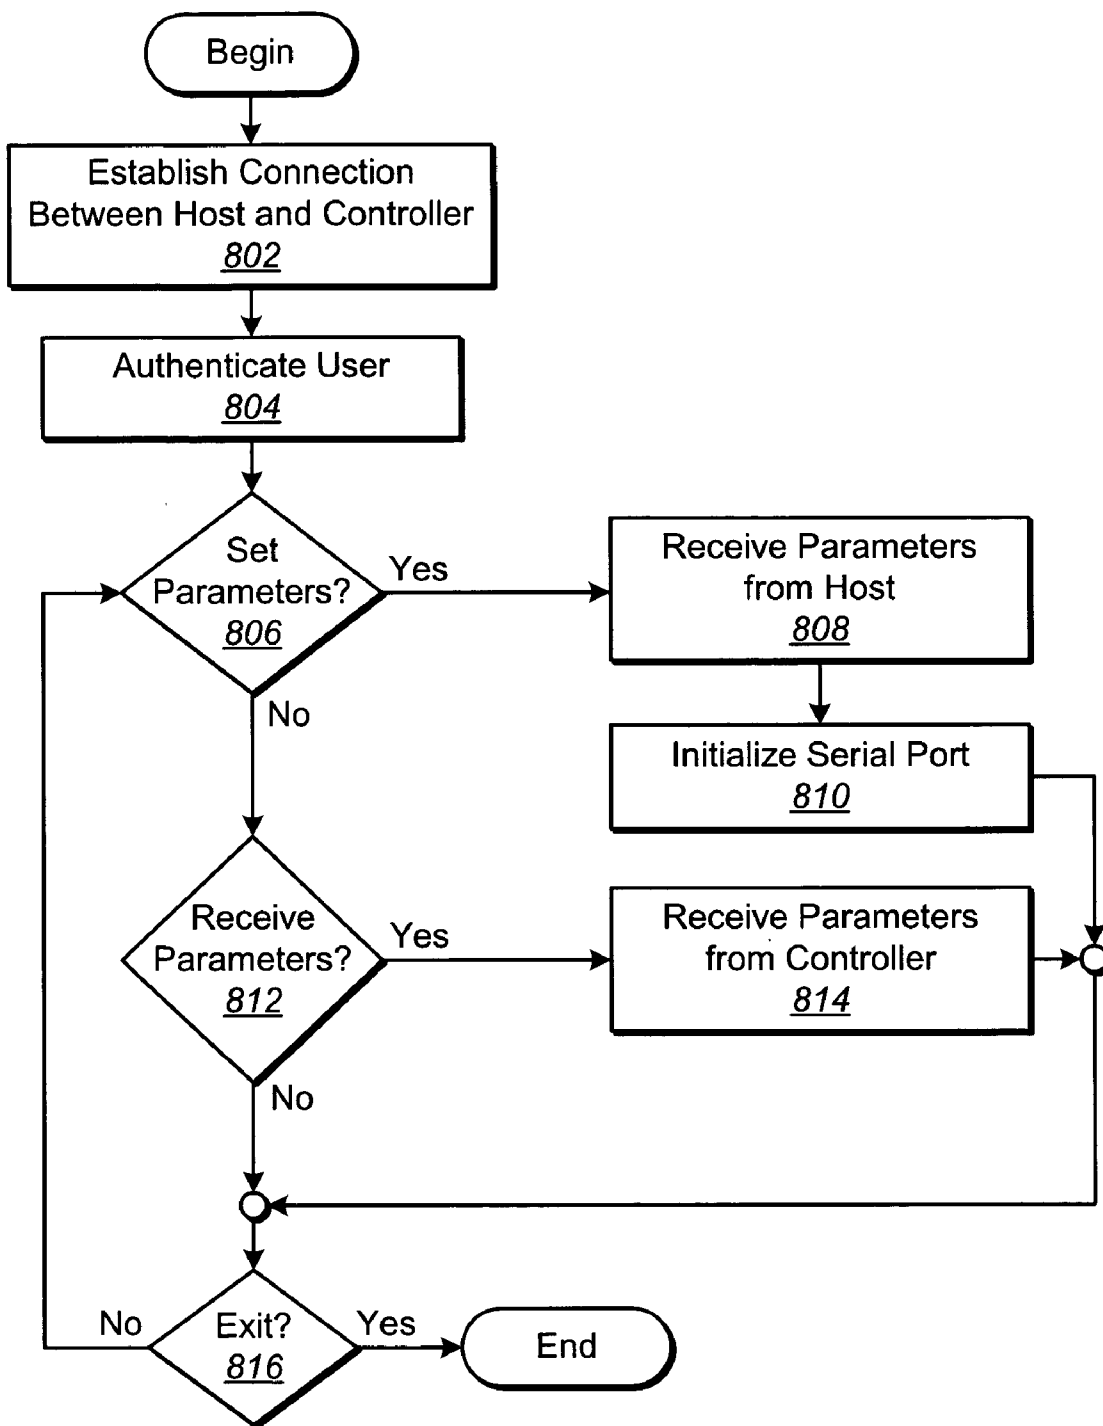 Begin
Establish Connection
Between Host and Controller
802
Authenticate User
804
Set
Parameters?
806
Yes
No
Receive Parameters
from Host
808
Initialize Serial Port
810
Receive
Parameters?
812
Yes
No
Receive Parameters
from Controller
814
Exit?
816
No
Yes
End